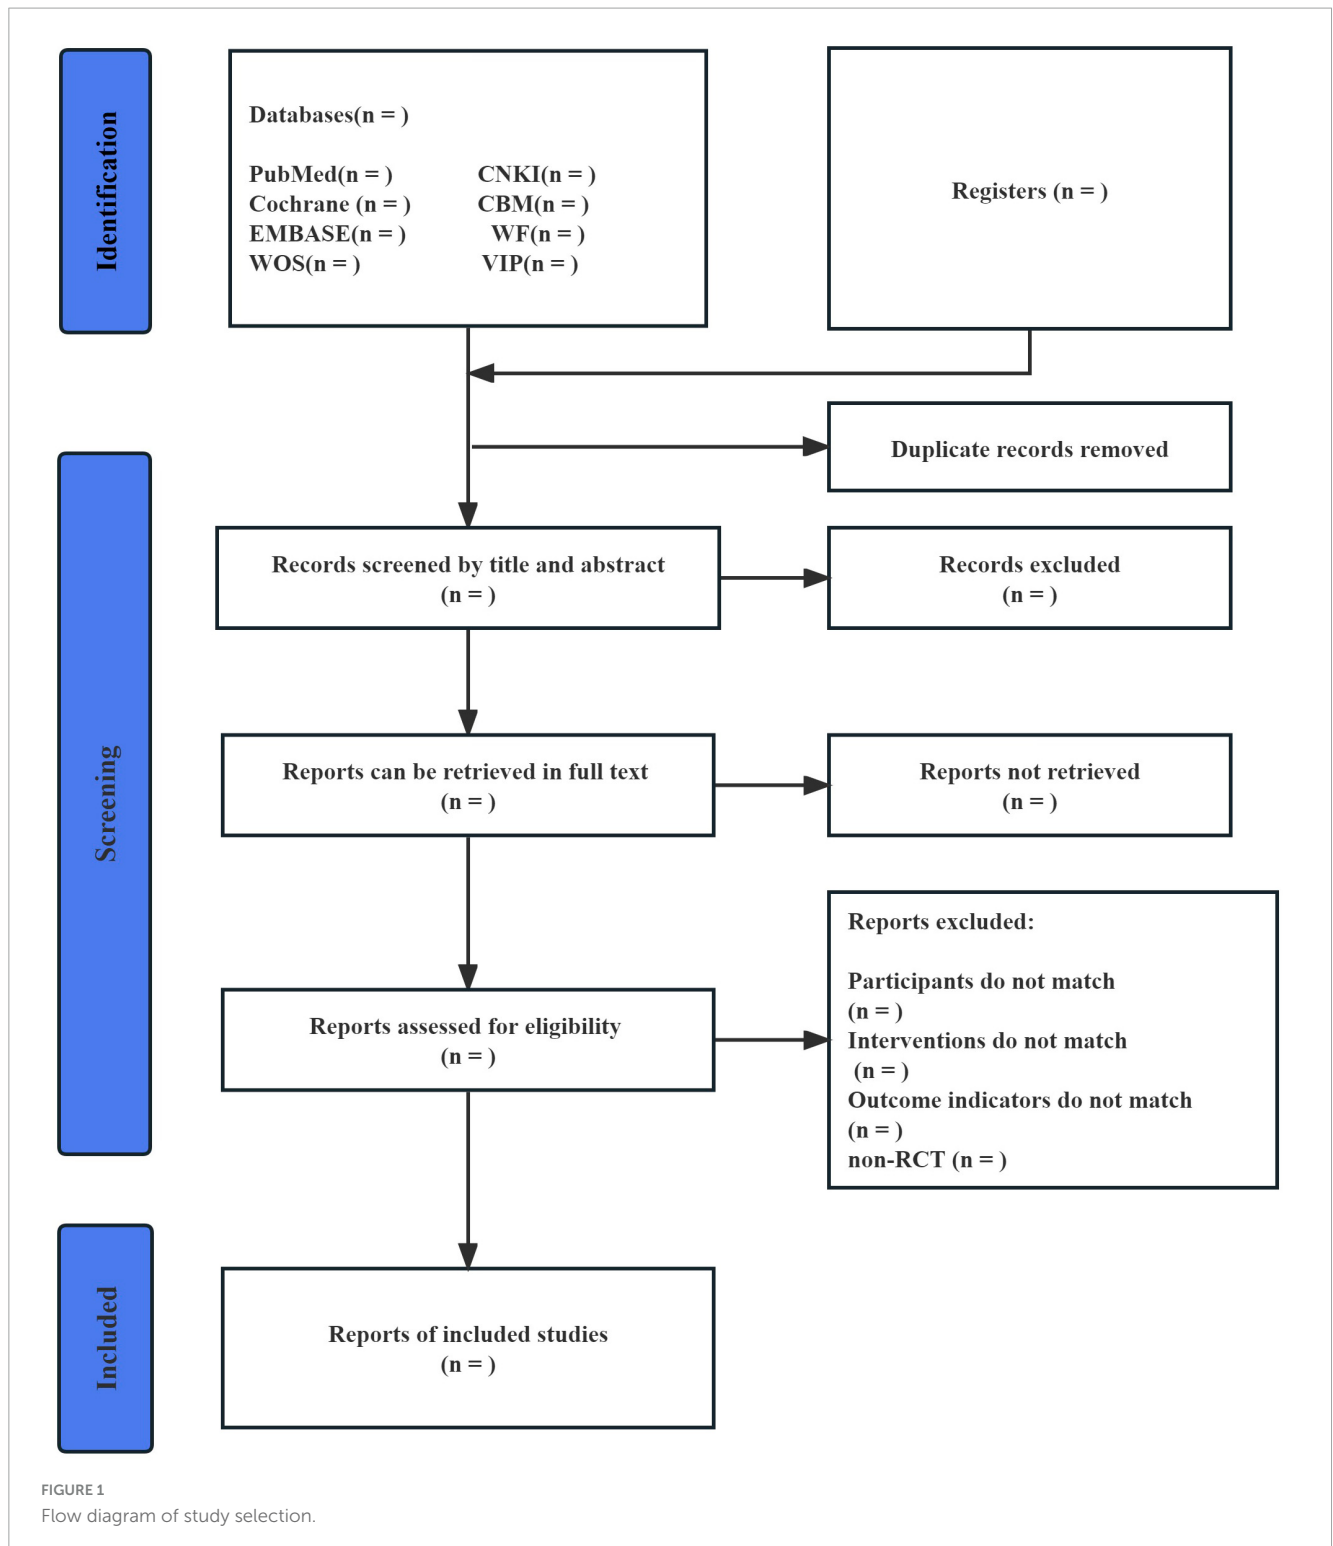 Identification
Databases(n = )
PubMed(n = ) CNKI(n = )
Cochrane (n = ) CBM(n = )
EMBASE(n = ) WF(n = )
WOS(n = ) VIP(n = )
Registers (n = )
Duplicate records removed
Screening
Records screened by title and abstract
(n = )
Records excluded
(n = )
Reports can be retrieved in full text
(n = )
Reports not retrieved
(n = )
Reports assessed for eligibility
(n = )
Reports excluded:
Participants do not match
(n = )
Interventions do not match
(n = )
Outcome indicators do not match
(n = )
non-RCT (n = )
Included
Reports of included studies
(n = )
FIGURE 1
Flow diagram of study selection.